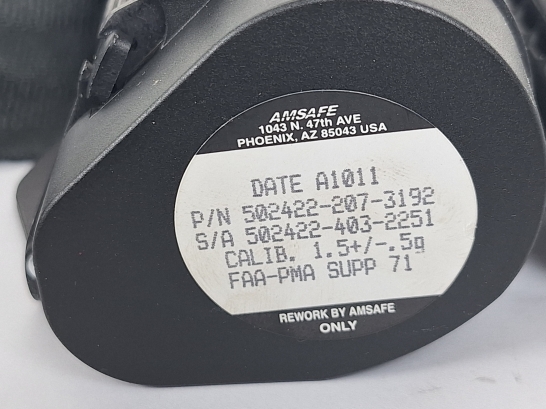 AMSAFE
1043 N. 47th AVE
PHOENIX, AZ 85043 USA
DATE A1011
P/N 502422-207-3192
S/A 502422-403-2251
CALIB. 1.5+/-.5g
FAA-PMA SUPP 71
REWORK BY AMSAFE
ONLY